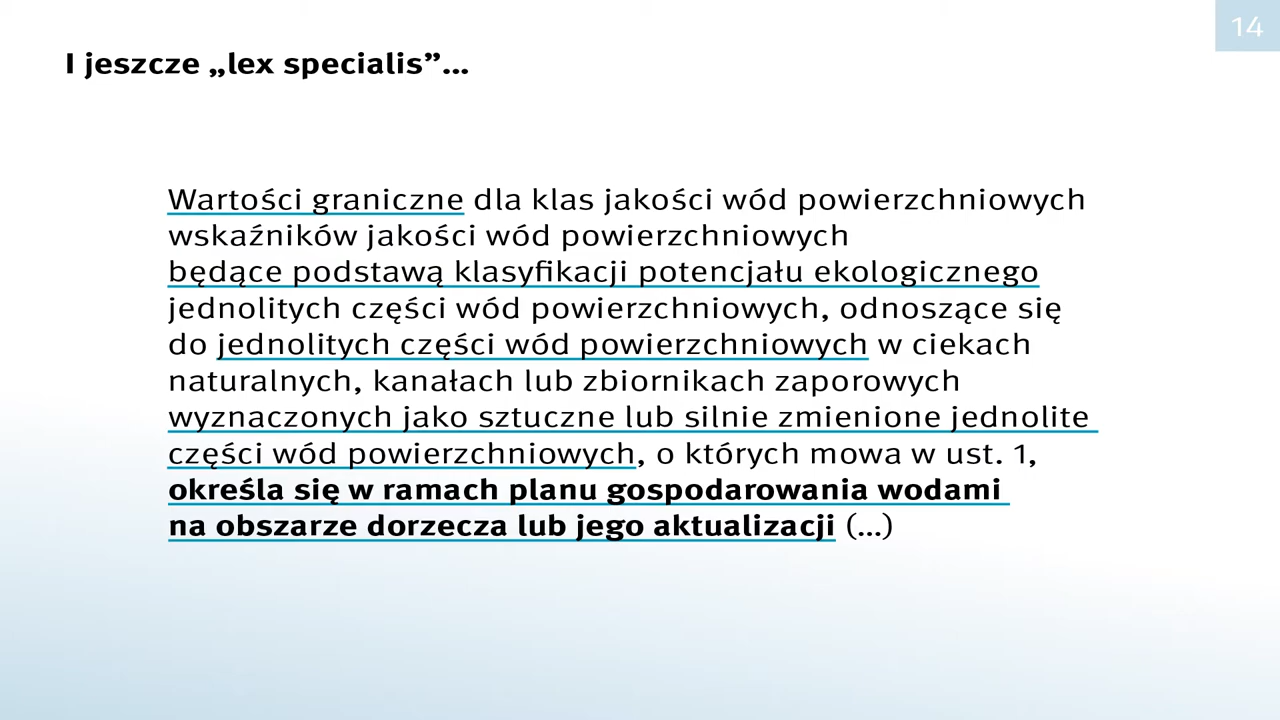 14
I jeszcze „lex specialis”...
Wartości graniczne dla klas jakości wód powierzchniowych
wskaźników jakości wód powierzchniowych
będące podstawą klasyfikacji potencjału ekologicznego
jednolitych części wód powierzchniowych, odnoszące się
do jednolitych części wód powierzchniowych w ciekach
naturalnych, kanałach lub zbiornikach zaporowych
wyznaczonych jako sztuczne lub silnie zmienione jednolite
części wód powierzchniowych, o których mowa w ust. 1,
określa się w ramach planu gospodarowania wodami
na obszarze dorzecza lub jego aktualizacji (...)